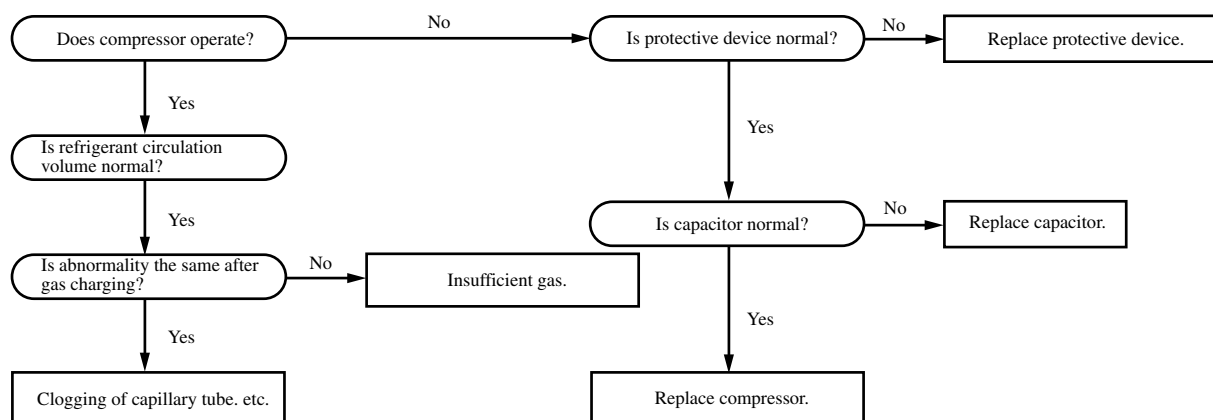 No
Does compressor operate?
Is protective device normal?
No
Replace protective device.
Yes
Yes
Is refrigerant circulation
volume normal?
Yes
Is capacitor normal?
No
Replace capacitor.
Is abnormality the same after
gas charging?
No
Insufficient gas.
Yes
Yes
Clogging of capillary tube. etc.
Replace compressor.